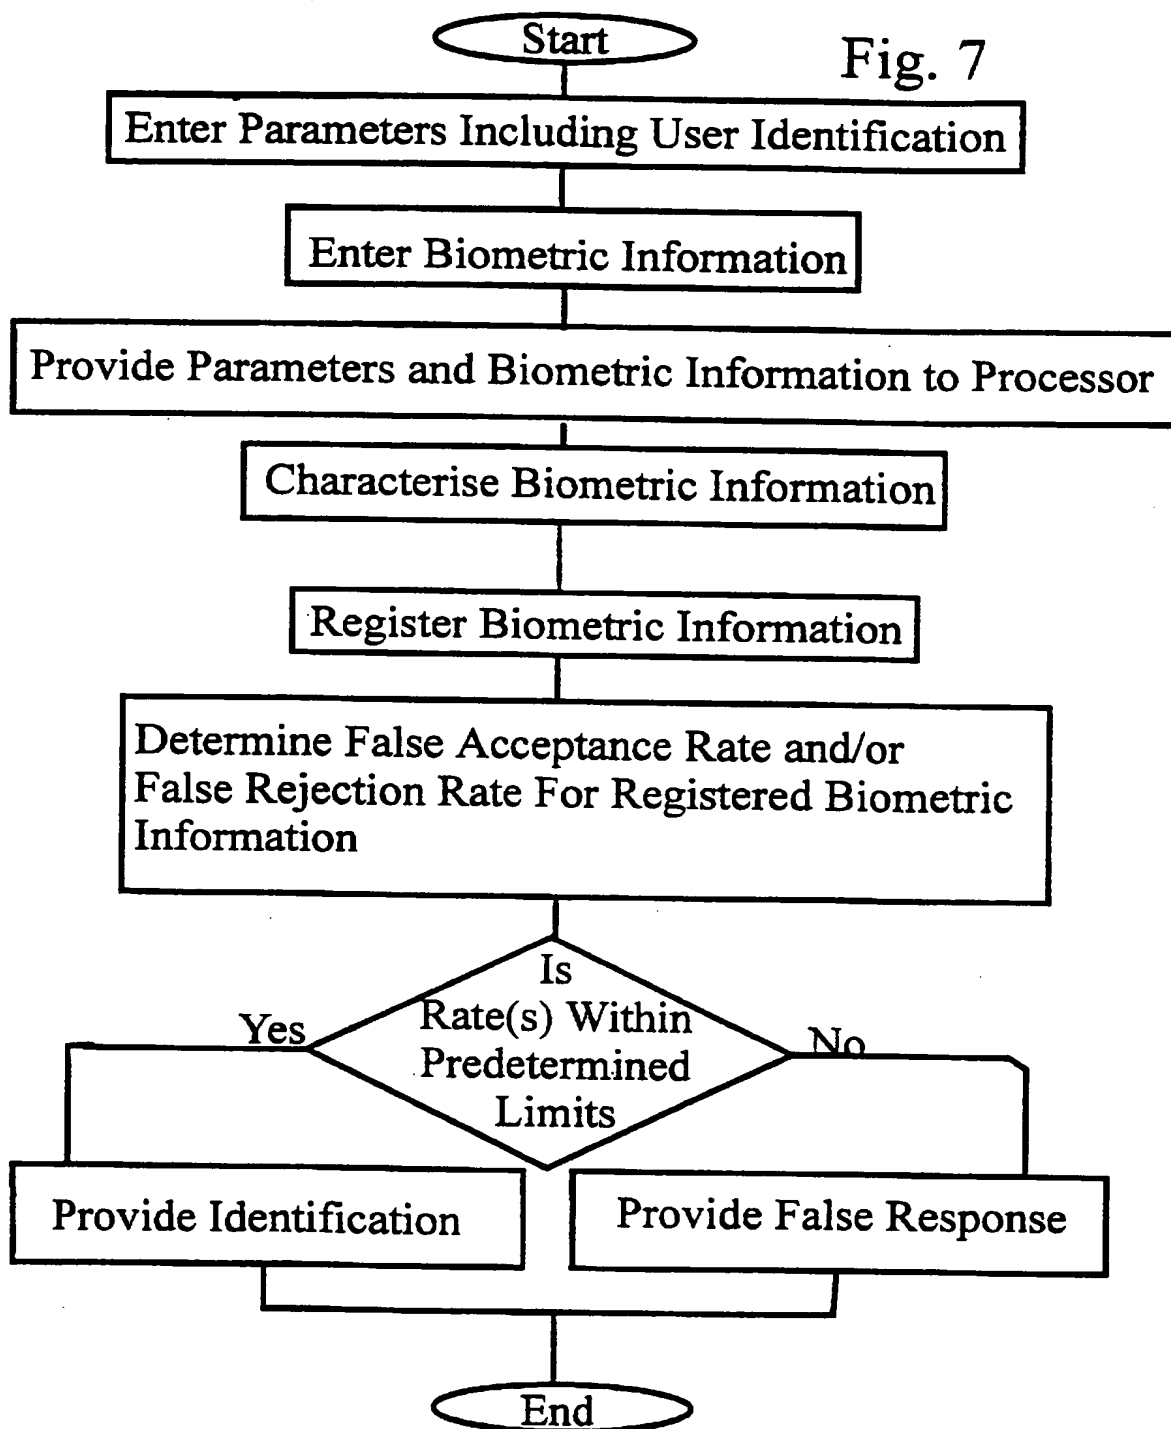 Start
Fig. 7
Enter Parameters Including User Identification
Enter Biometric Information
Provide Parameters and Biometric Information to Processor
Characterise Biometric Information
Register Biometric Information
Determine False Acceptance Rate and/or
False Rejection Rate For Registered Biometric
Information
Is
Rate(s) Within
Predetermined
Limits
Yes
No
Provide Identification
Provide False Response
End